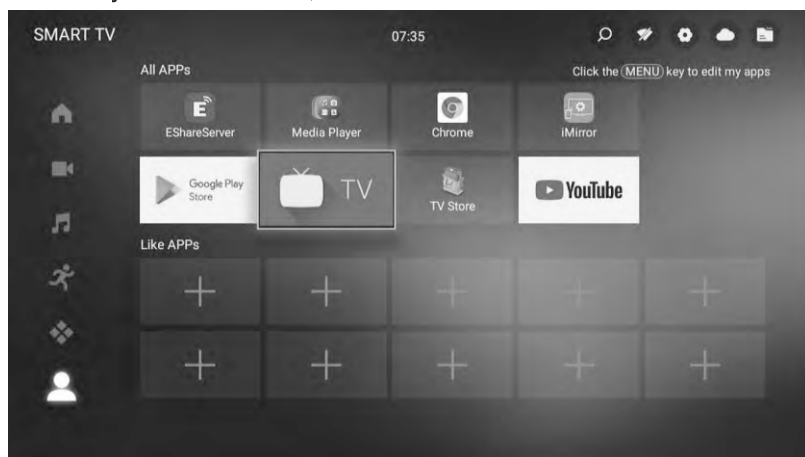 SMART TV
07:35
All APPs
Click the MENU key to edit my apps
EShareServer
Media Player
Chrome
iMirror
Google Play
Store
TV
TV Store
YouTube
Like APPs